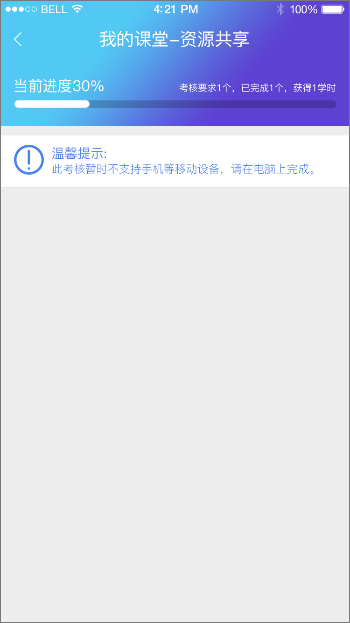 BELL 4:21 PM 100%
我的课堂-资源共享
当前进度30% 考核要求1个，已完成1个，获得1学时
温馨提示:
此考核暂时不支持手机等移动设备，请在电脑上完成。